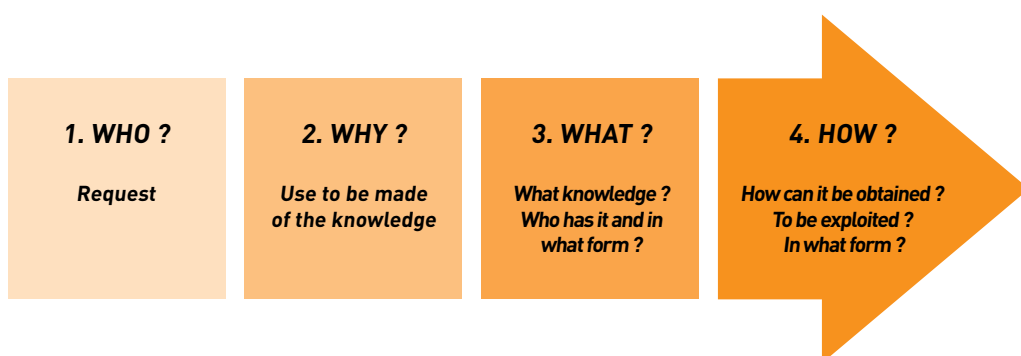 1. WHO ?
Request
2. WHY ?
Use to be made
of the knowledge
3. WHAT ?
What knowledge ?
Who has it and in
what form ?
4. HOW ?
How can it be obtained ?
To be exploited ?
In what form ?